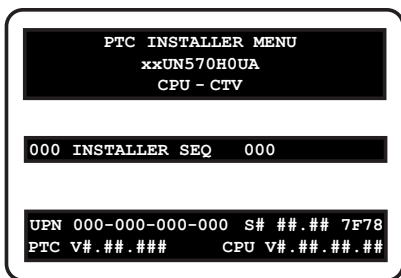 PTC INSTALLER MENU
xxUN570H0UA
CPU - CTV
000 INSTALLER SEQ 000
UPN 000-000-000-000 S# ##.## 7F78
PTC V#.##.### CPU V#.##.##.##